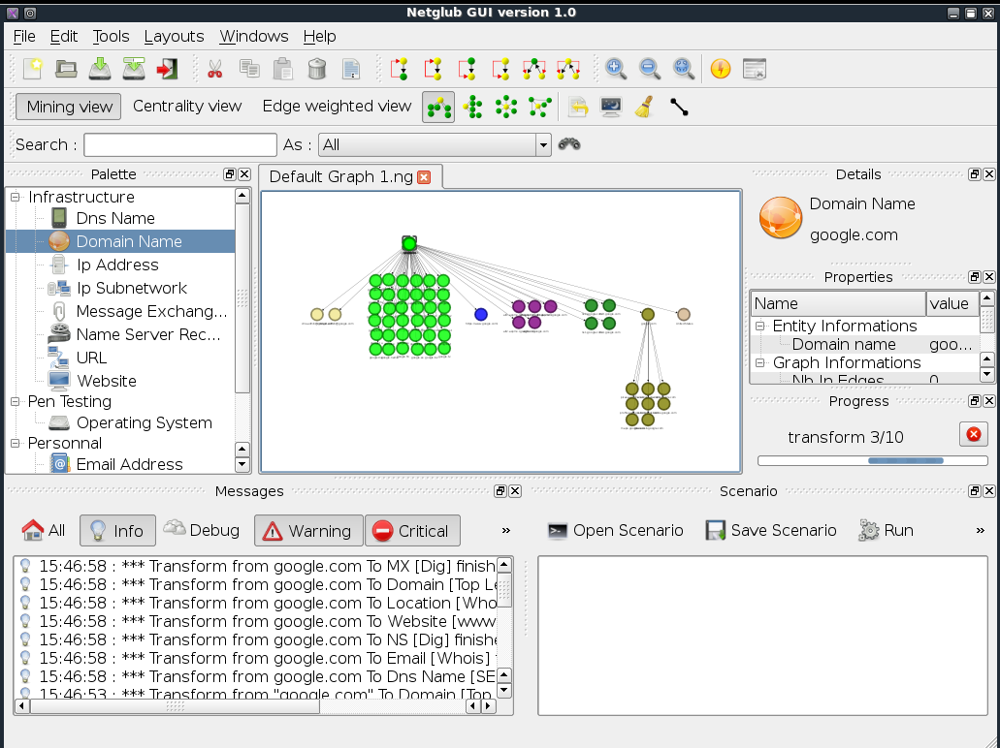 Netglub GUI version 1.0
File Edit Tools Layouts Windows Help
Mining view Centrality view Edge weighted view
Search : As : All
Palette
Infrastructure
Dns Name
Domain Name
Ip Address
Ip Subnetwork
Message Exchang...
Name Server Rec...
URL
Website
Pen Testing
Operating System
Personnal
Email Address
Default Graph 1.ng
Details
Domain Name
google.com
Properties
Name value
Entity Informations
Domain name goo...
Graph Informations
Nb In Edges 0
Progress
transform 3/10
Messages
All Info Debug Warning Critical »
15:46:58 : *** Transform from google.com To MX [Dig] finish
15:46:58 : *** Transform from google.com To Domain [Top Le
15:46:58 : *** Transform from google.com To Location [Who
15:46:58 : *** Transform from google.com To Website [www
15:46:58 : *** Transform from google.com To NS [Dig] finishe
15:46:58 : *** Transform from google.com To Email [Whois]
15:46:58 : *** Transform from google.com To Dns Name [SE
15:46:53 : *** Transform from "google.com" To Domain [Top
Scenario
Open Scenario Save Scenario Run »